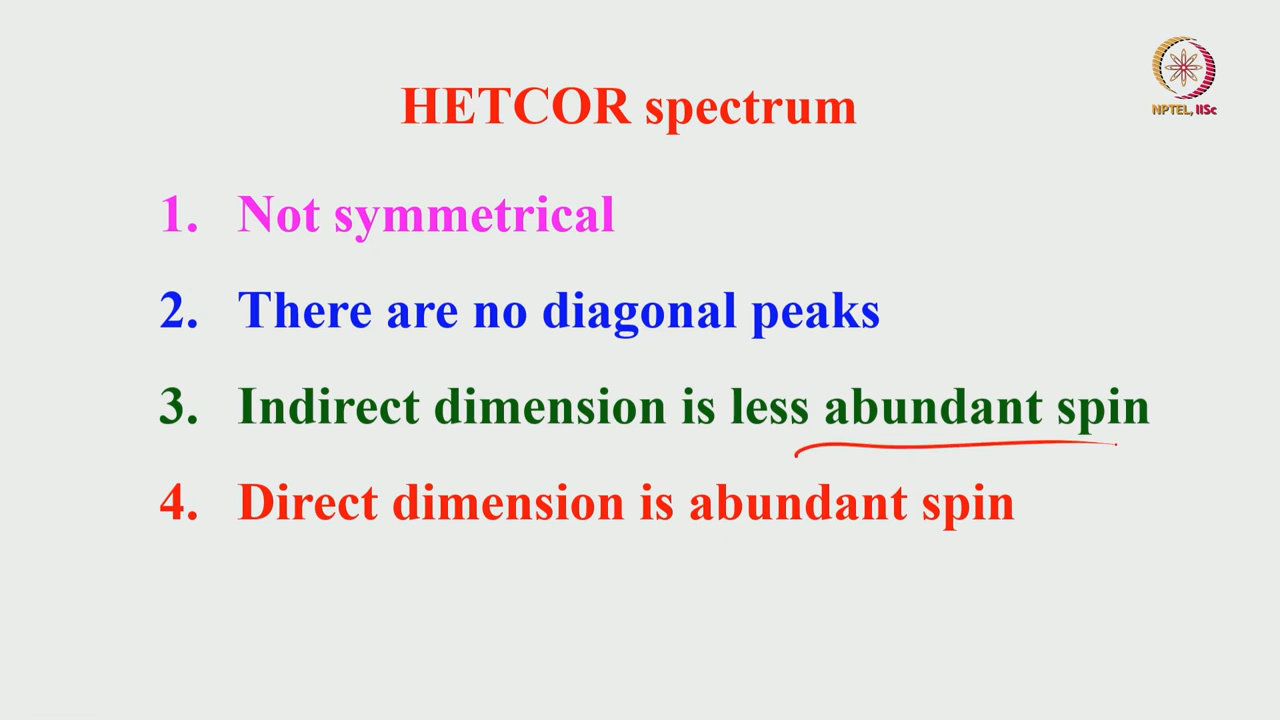 NPTEL, IISc
HETCOR spectrum
1. Not symmetrical
2. There are no diagonal peaks
3. Indirect dimension is less abundant spin
4. Direct dimension is abundant spin